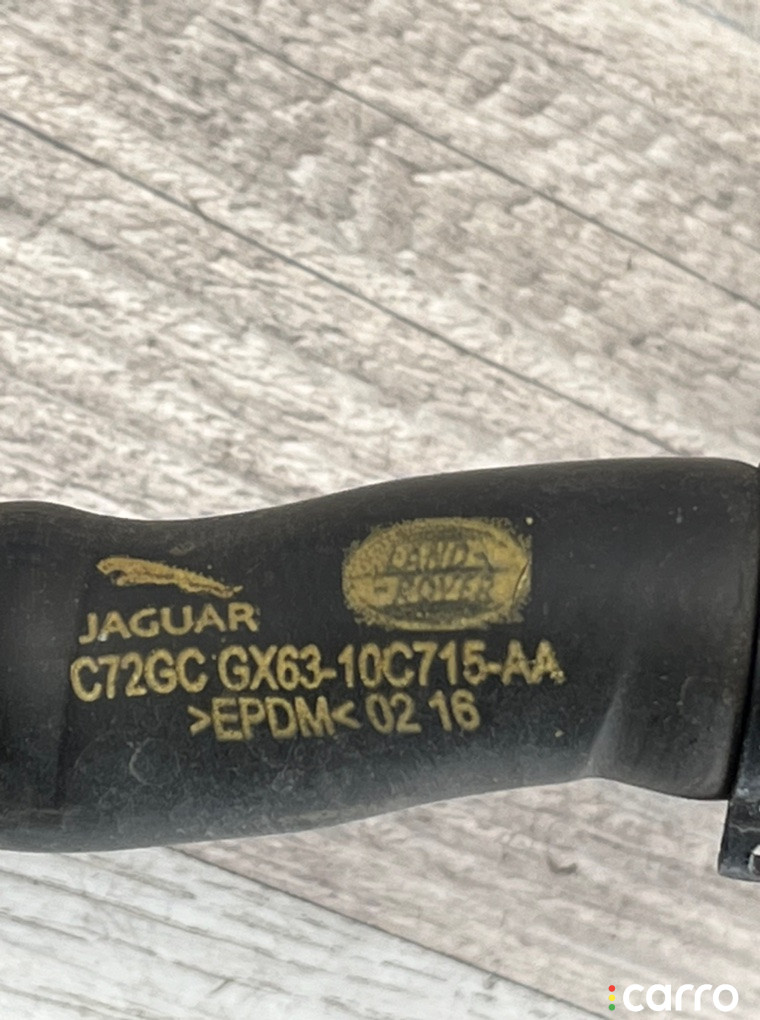 LAND-
-ROVER
JAGUAR
C72GC GX63-10C715-AA
>EPDM< 02 16
carro